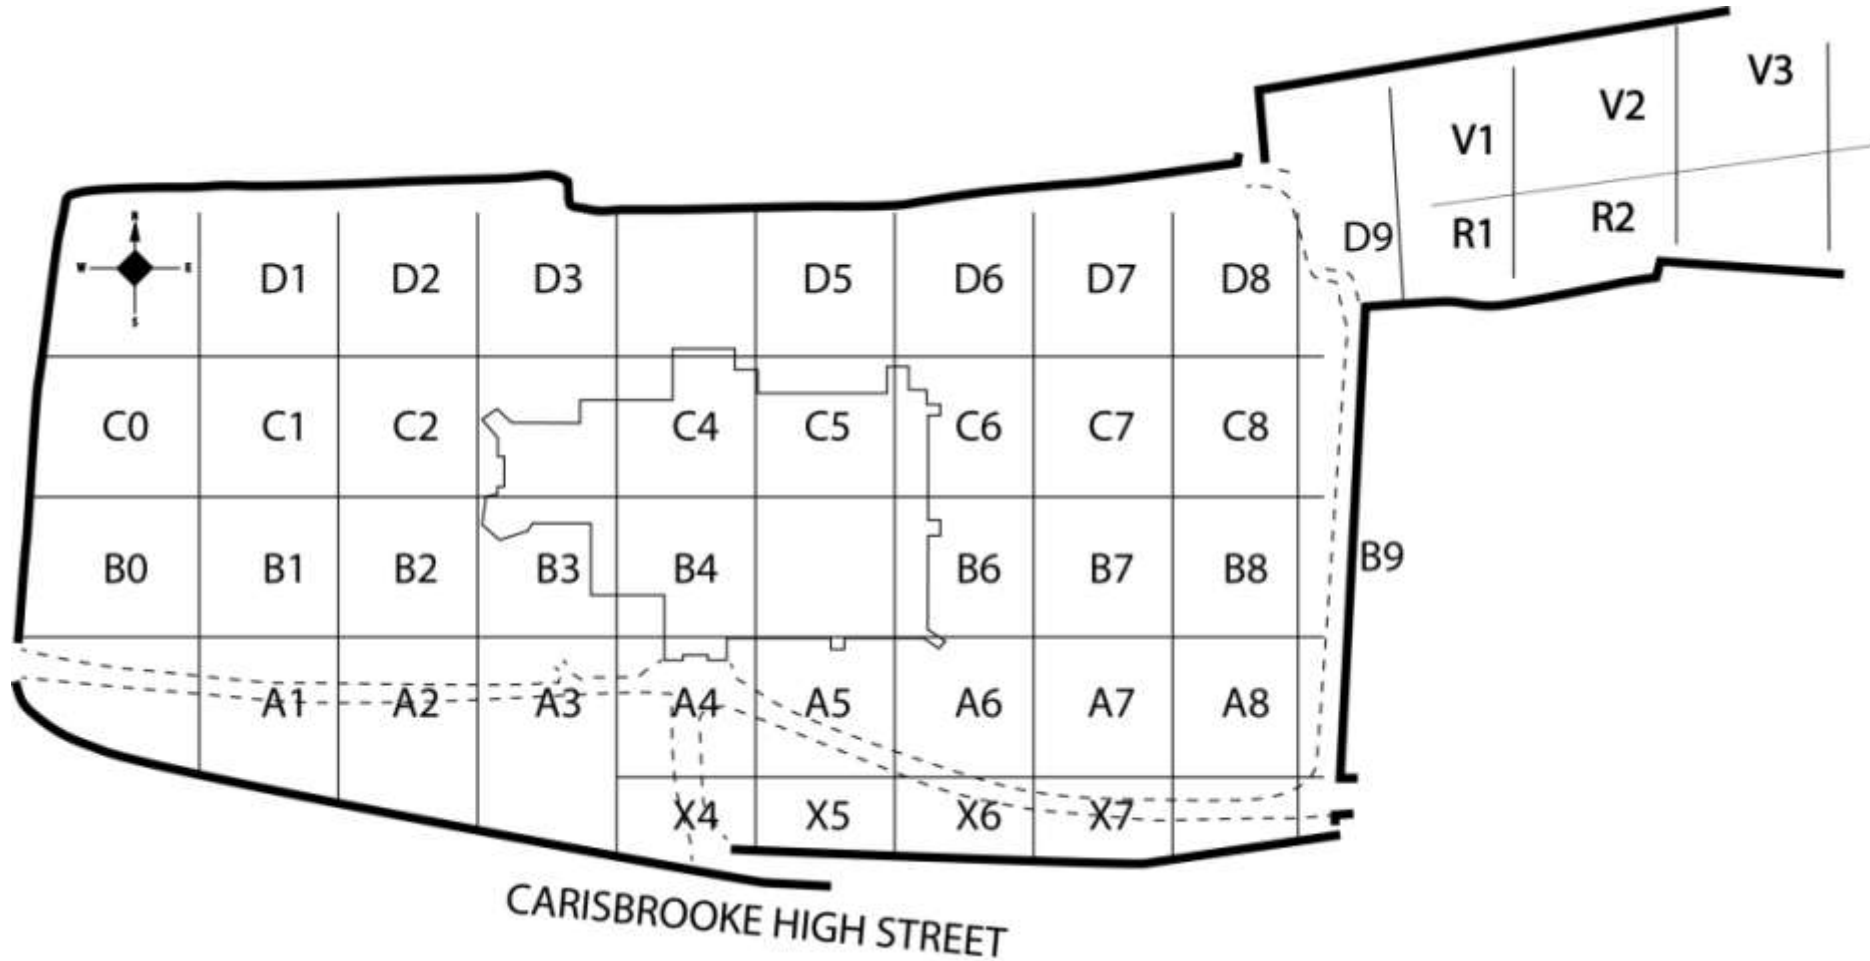 V3
V2
V1
N
W E
S
D1 D2 D3 D5 D6 D7 D8 D9 R1 R2
C0 C1 C2 C4 C5 C6 C7 C8
B0 B1 B2 B3 B4 B6 B7 B8 B9
A1 A2 A3 A4 A5 A6 A7 A8
X4 X5 X6 X7
CARISBROOKE HIGH STREET